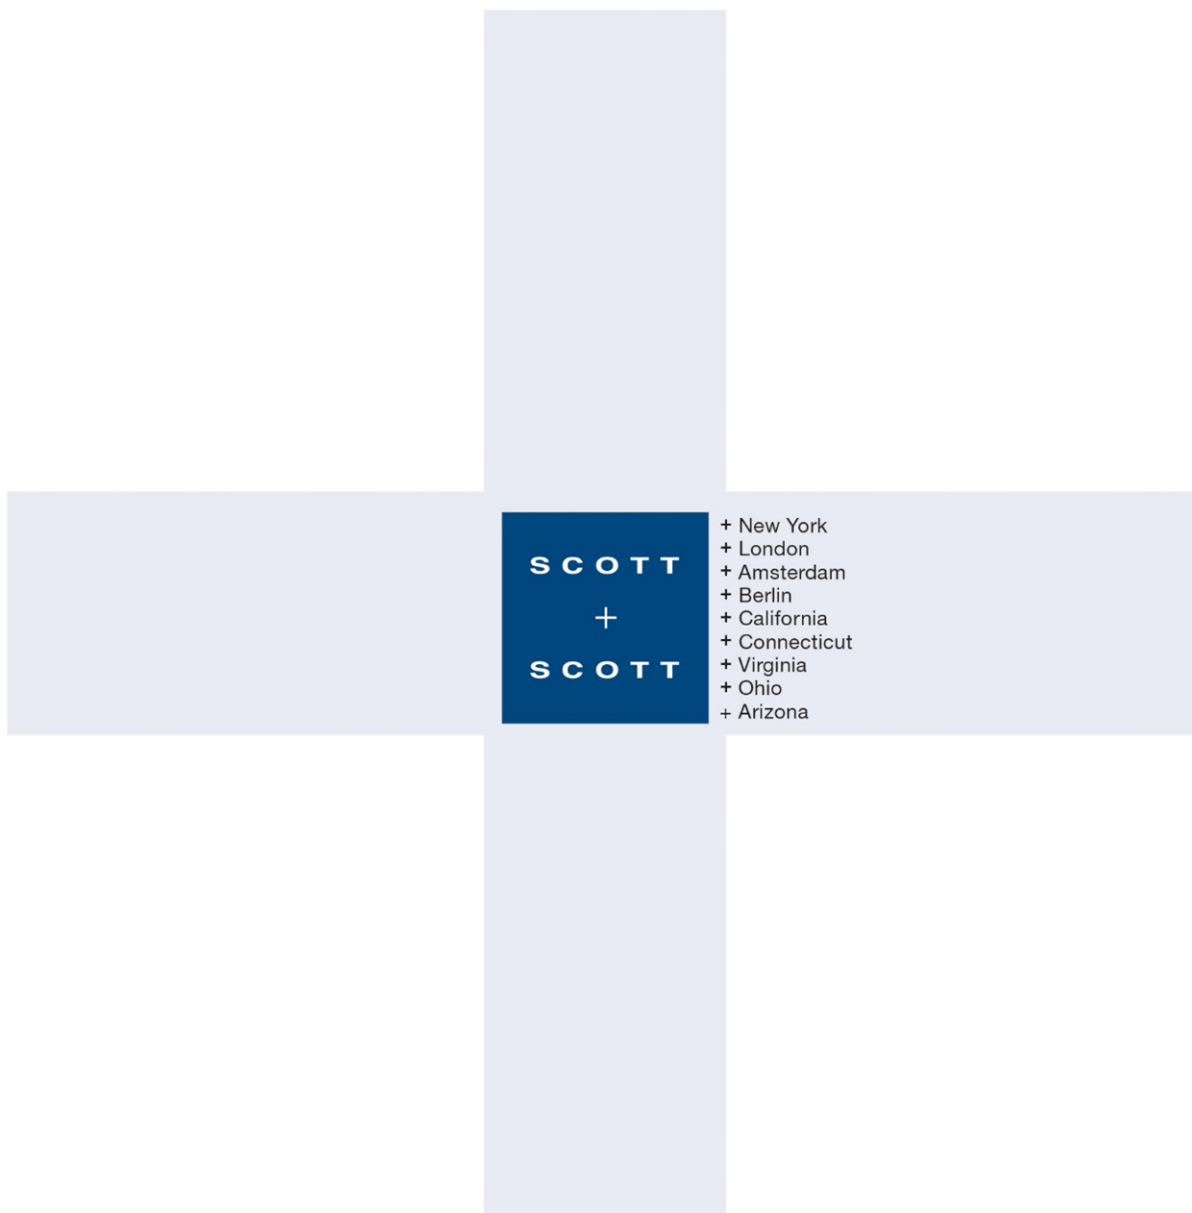 SCOTT
+
SCOTT
+ New York
+ London
+ Amsterdam
+ Berlin
+ California
+ Connecticut
+ Virginia
+ Ohio
+ Arizona